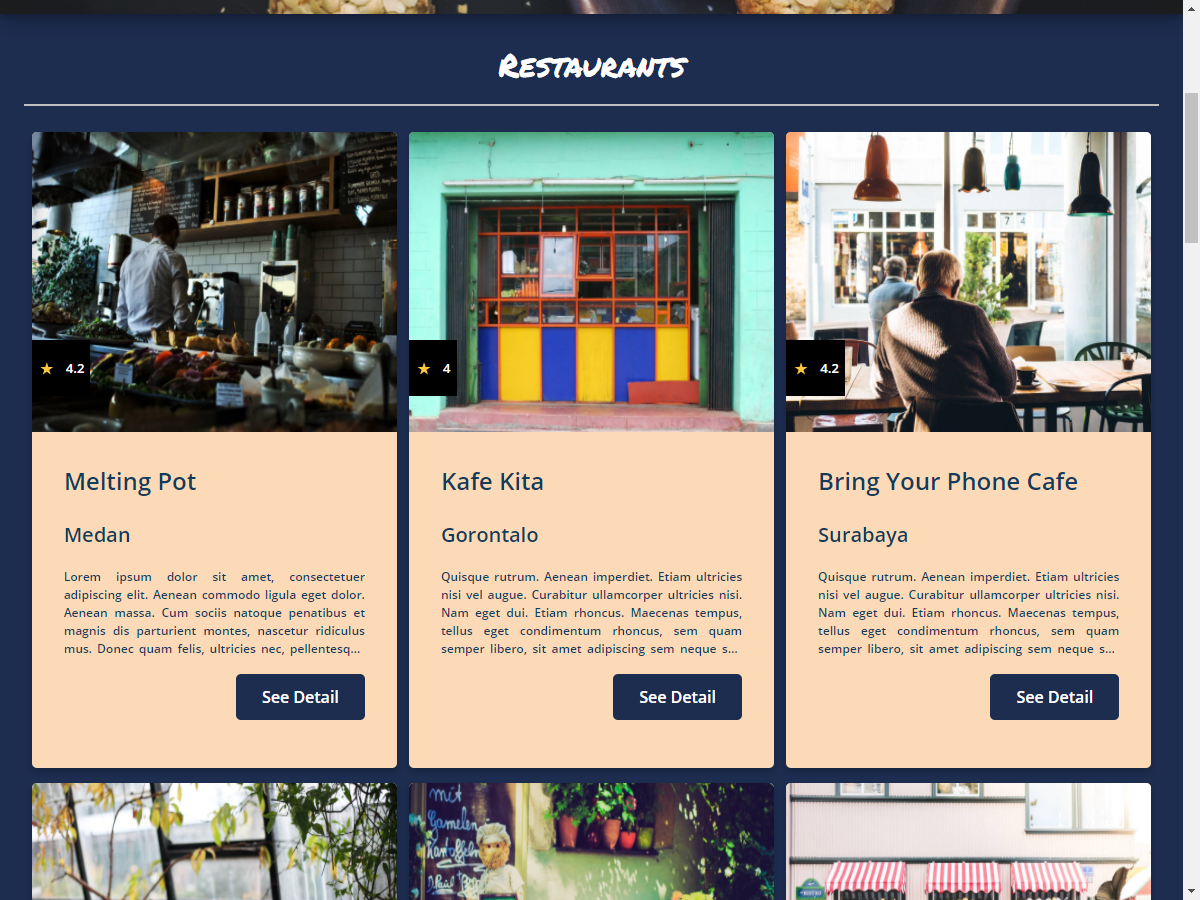 Restaurants
4.2
4
4.2
Melting Pot
Medan
Lorem ipsum dolor sit amet, consectetuer
adipiscing elit. Aenean commodo ligula eget dolor.
Aenean massa. Cum sociis natoque penatibus et
magnis dis parturient montes, nascetur ridiculus
mus. Donec quam felis, ultricies nec, pellentesq...
See Detail
Kafe Kita
Gorontalo
Quisque rutrum. Aenean imperdiet. Etiam ultricies
nisi vel augue. Curabitur ullamcorper ultricies nisi.
Nam eget dui. Etiam rhoncus. Maecenas tempus,
tellus eget condimentum rhoncus, sem quam
semper libero, sit amet adipiscing sem neque s...
See Detail
Bring Your Phone Cafe
Surabaya
Quisque rutrum. Aenean imperdiet. Etiam ultricies
nisi vel augue. Curabitur ullamcorper ultricies nisi.
Nam eget dui. Etiam rhoncus. Maecenas tempus,
tellus eget condimentum rhoncus, sem quam
semper libero, sit amet adipiscing sem neque s...
See Detail
mit
Gamelen
BISTRO